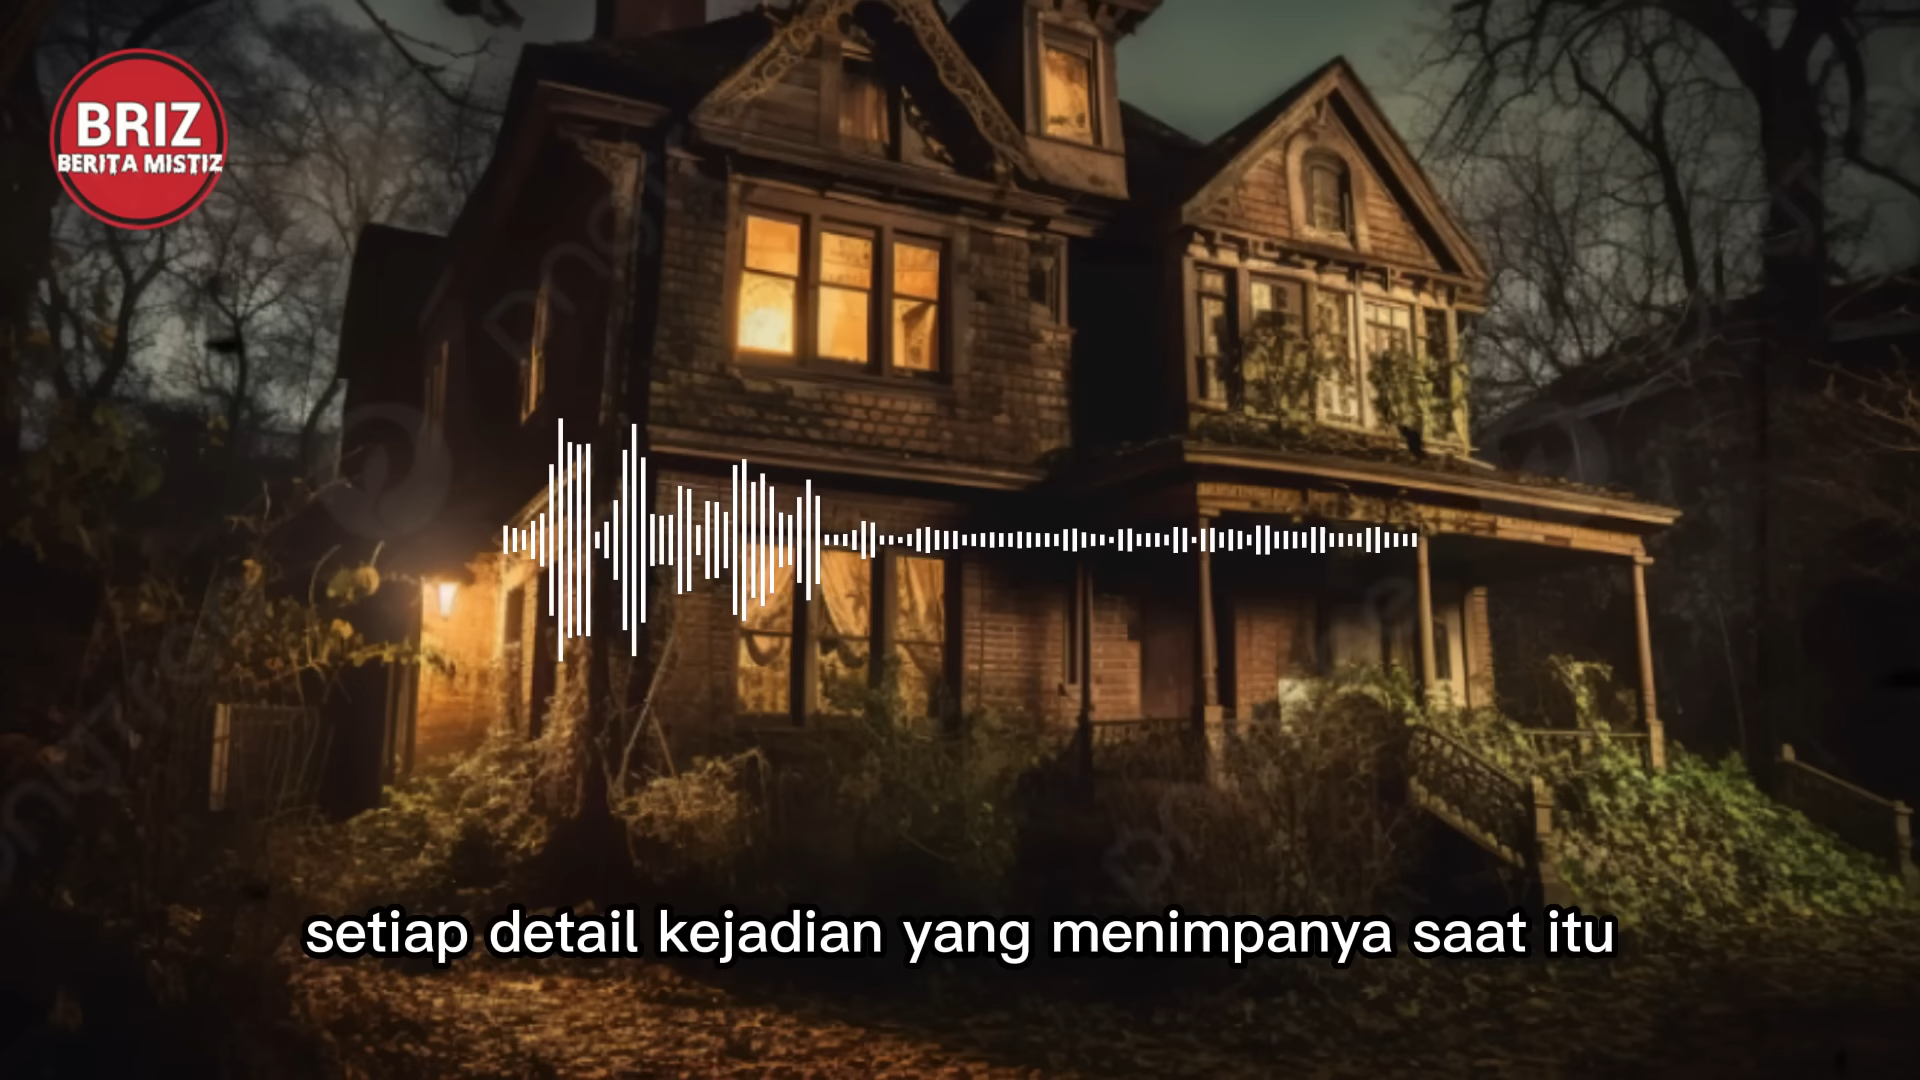 BRIZ
BERITA MISTIZ
setiap detail kejadian yang menimpanya saat itu